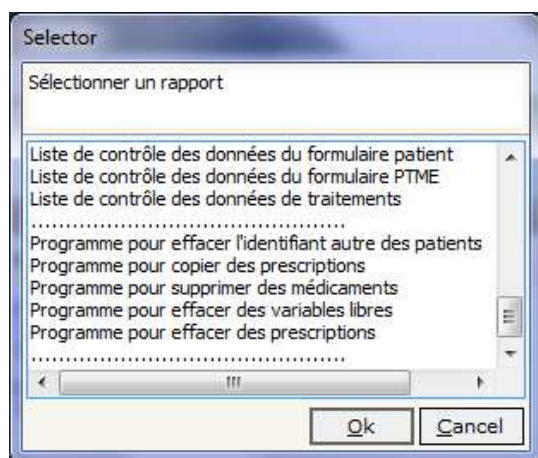 Selector
Sélectionner un rapport
Liste de contrôle des données du formulaire patient
Liste de contrôle des données du formulaire PTME
Liste de contrôle des données de traitements
.............................................
Programme pour effacer l'identifiant autre des patients
Programme pour copier des prescriptions
Programme pour supprimer des médicaments
Programme pour effacer des variables libres
Programme pour effacer des prescriptions
.............................................
Ok Cancel